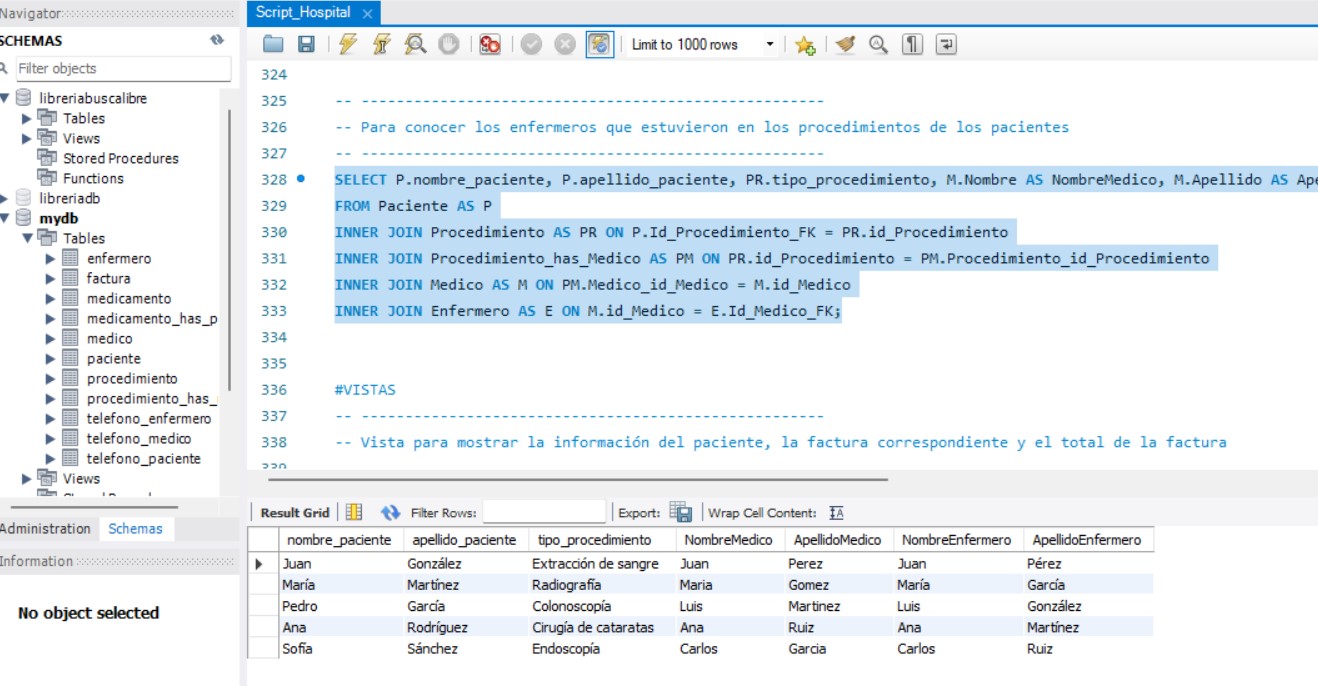 Navigator
SCHEMAS
Filter objects
libreriabuscalibre
Tables
Views
Stored Procedures
Functions
libreriadb
mydb
Tables
enfermero
factura
medicamento
medicamento_has_p
medico
paciente
procedimiento
procedimiento_has_
telefono_enfermero
telefono_medico
telefono_paciente
Views
Administration Schemas
Information
No object selected
Script_Hospital ×
Limit to 1000 rows
324
325 -- -----------------------------------------------------
326 -- Para conocer los enfermeros que estuvieron en los procedimientos de los pacientes
327 -- -----------------------------------------------------
328 SELECT P.nombre_paciente, P.apellido_paciente, PR.tipo_procedimiento, M.Nombre AS NombreMedico, M.Apellido AS Ape
329 FROM Paciente AS P
330 INNER JOIN Procedimiento AS PR ON P.Id_Procedimiento_FK = PR.id_Procedimiento
331 INNER JOIN Procedimiento_has_Medico AS PM ON PR.id_Procedimiento = PM.Procedimiento_id_Procedimiento
332 INNER JOIN Medico AS M ON PM.Medico_id_Medico = M.id_Medico
333 INNER JOIN Enfermero AS E ON M.id_Medico = E.Id_Medico_FK;
334
335
336 #VISTAS
337 -- -----------------------------------------------------
338 -- Vista para mostrar la información del paciente, la factura correspondiente y el total de la factura
339
Result Grid Filter Rows: Export: Wrap Cell Content:
nombre_paciente apellido_paciente tipo_procedimiento NombreMedico ApellidoMedico NombreEnfermero ApellidoEnfermero
Juan González Extracción de sangre Juan Perez Juan Pérez
María Martínez Radiografía Maria Gomez María García
Pedro García Colonoscopía Luis Martinez Luis González
Ana Rodríguez Cirugía de cataratas Ana Ruiz Ana Martínez
Sofía Sánchez Endoscopía Carlos Garcia Carlos Ruiz